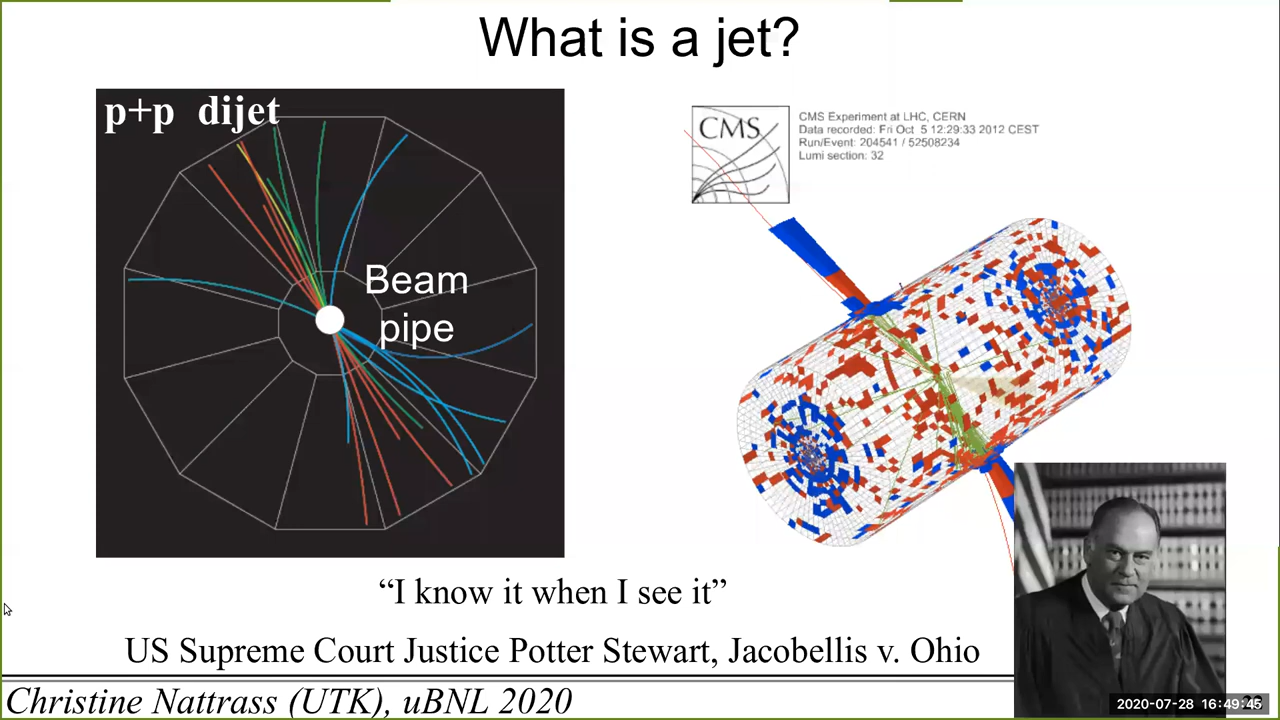 What is a jet?
p+p dijet
Beam
pipe
CMS
CMS Experiment at LHC, CERN
Data recorded: Fri Oct 5 12:29:33 2012 CEST
Run/Event: 204541 / 52508234
Lumi section: 32
“I know it when I see it”
US Supreme Court Justice Potter Stewart, Jacobellis v. Ohio
Christine Nattrass (UTK), uBNL 2020
2020-07-28 16:49:45